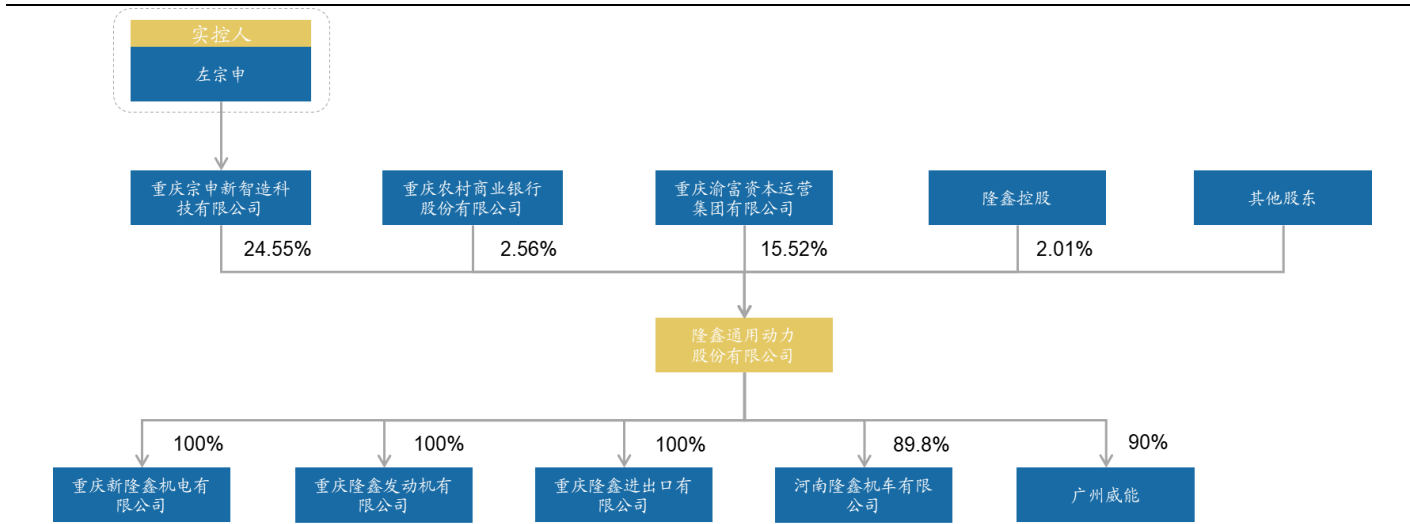 实控人
左宗申
重庆宗申新智造科
技有限公司
重庆农村商业银行
股份有限公司
重庆渝富资本运营
集团有限公司
隆鑫控股
其他股东
24.55%
2.56%
15.52%
2.01%
隆鑫通用动力
股份有限公司
100%
100%
100%
89.8%
90%
重庆新隆鑫机电有
限公司
重庆隆鑫发动机有
限公司
重庆隆鑫进出口有
限公司
河南隆鑫机车有限
公司
广州威能